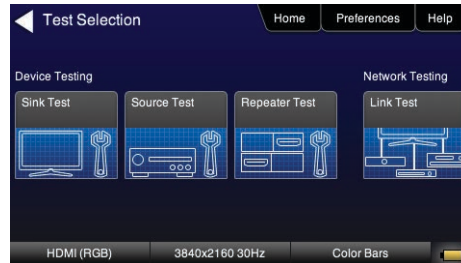 Test Selection
Home
Preferences
Help
Device Testing
Network Testing
Sink Test
Source Test
Repeater Test
Link Test
HDMI (RGB)
3840x2160 30Hz
Color Bars